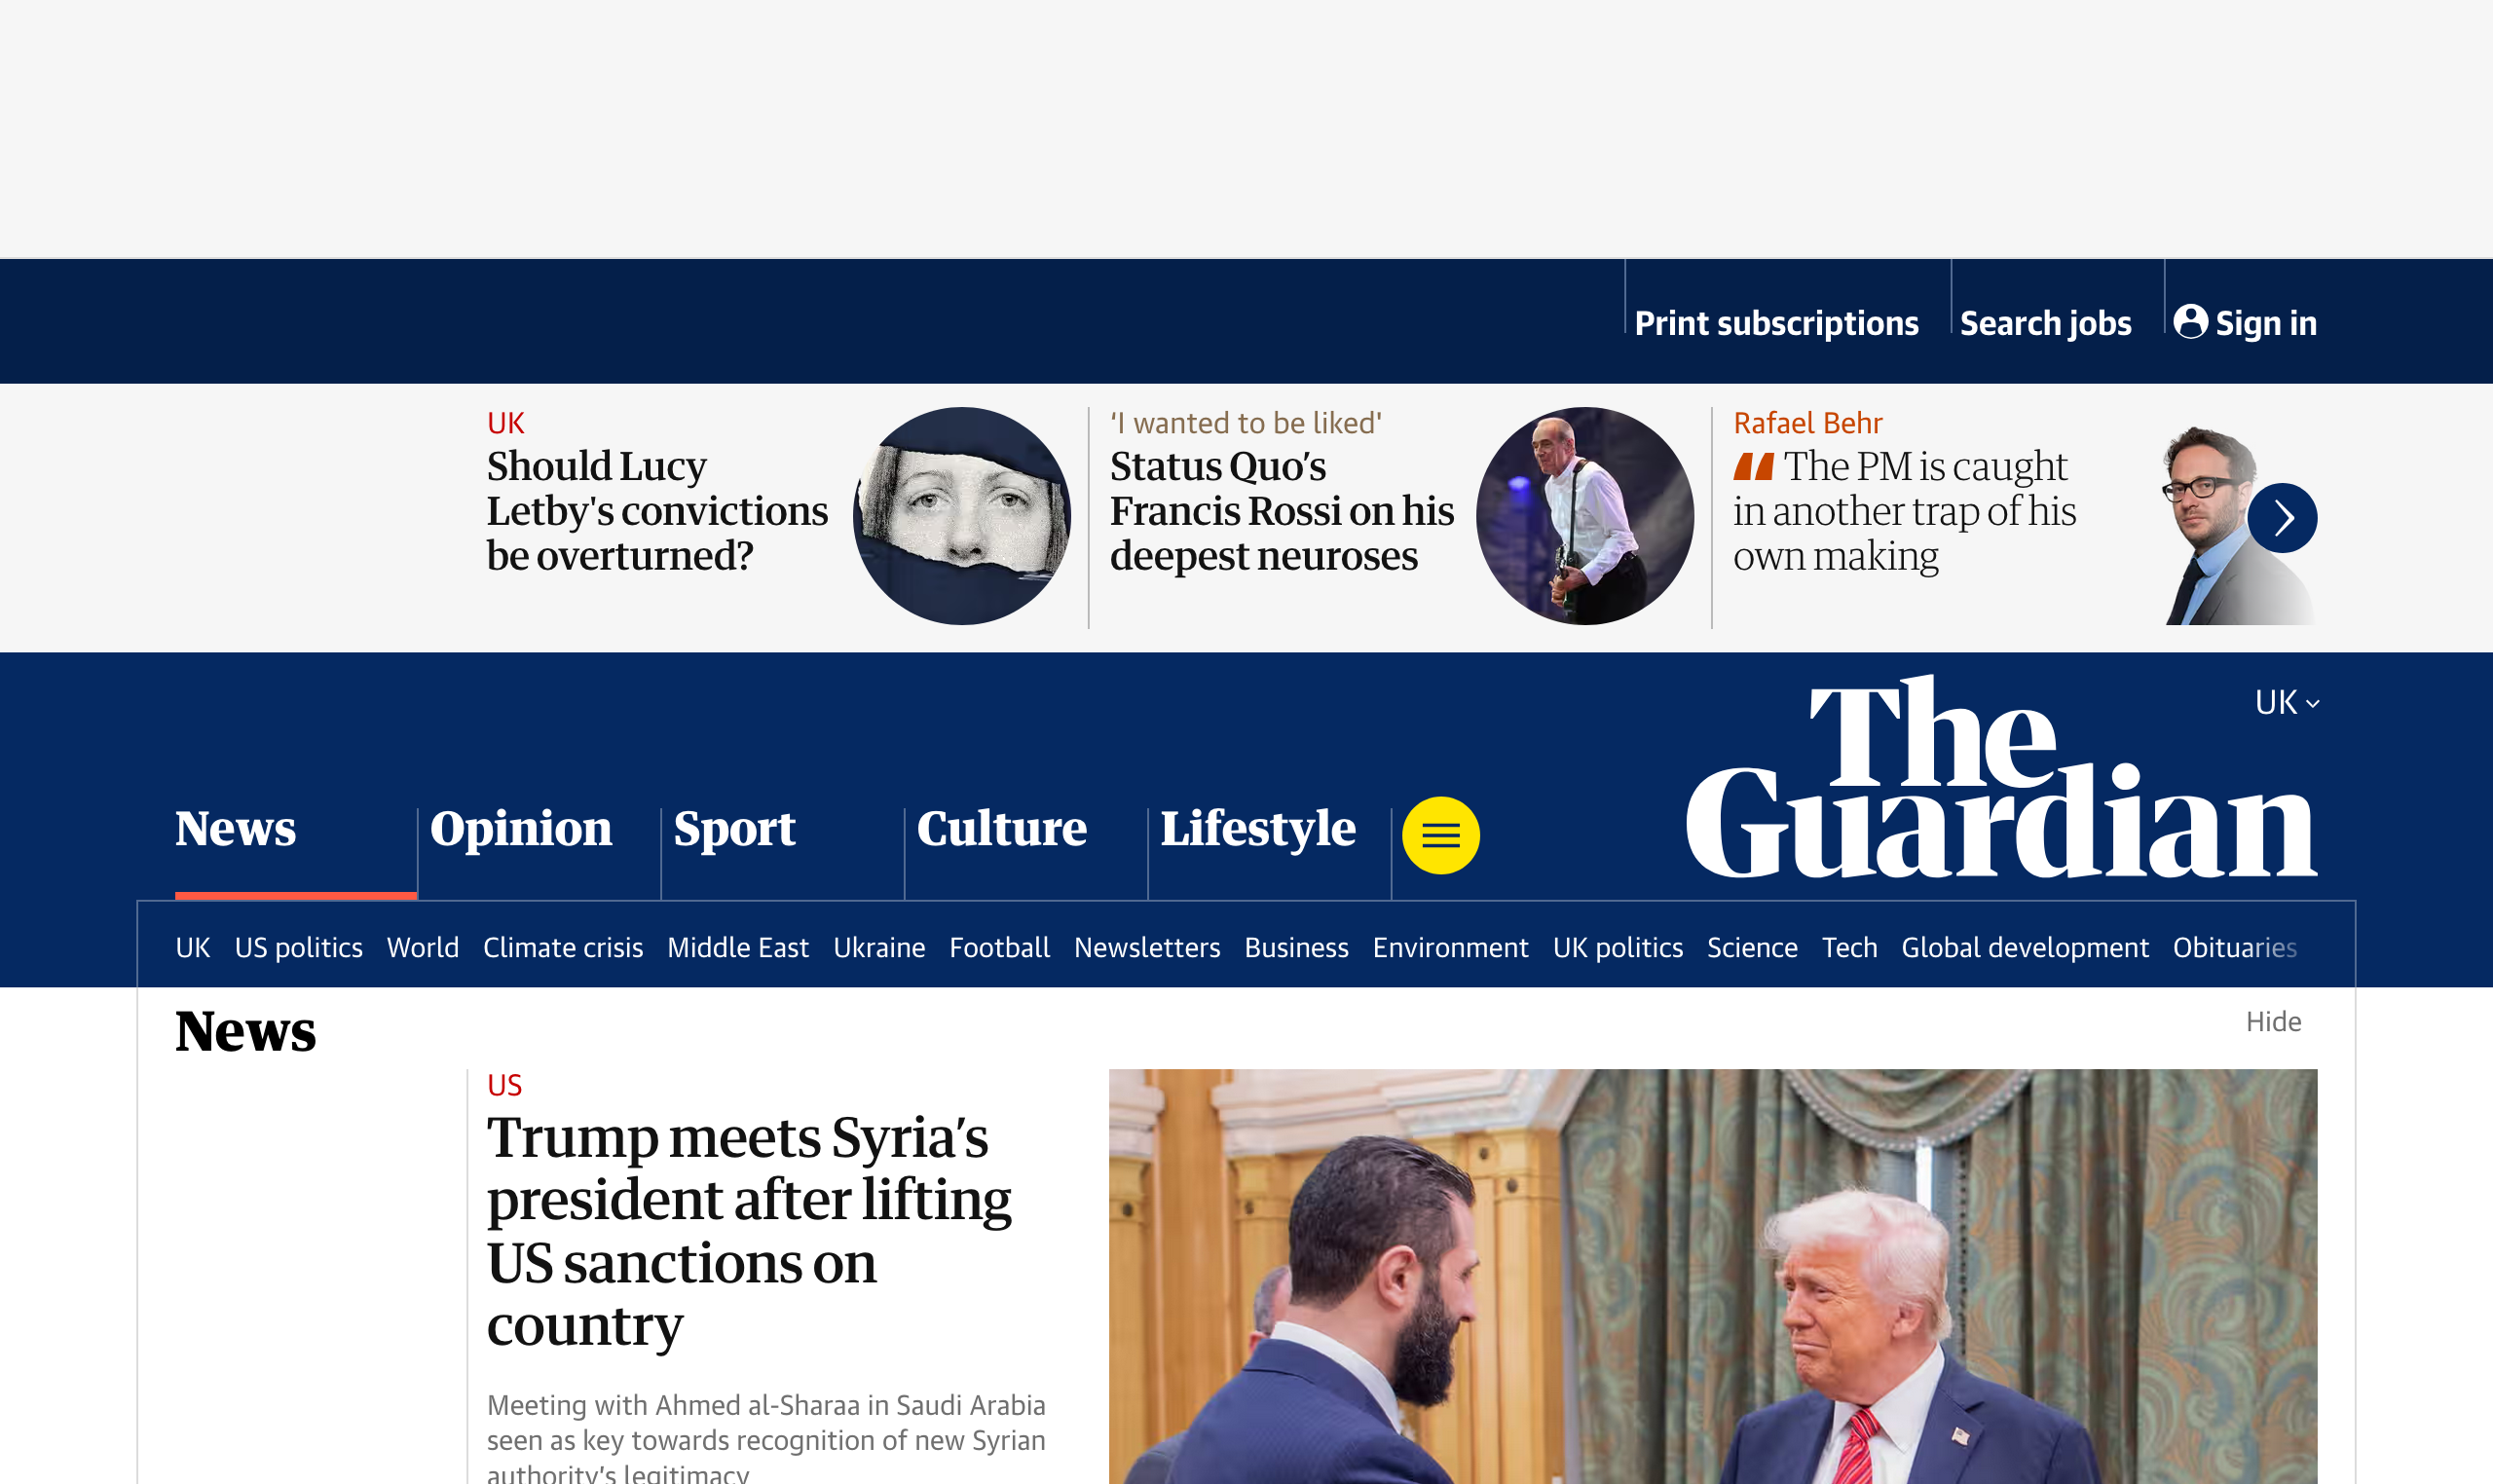 Print subscriptions
Search jobs
Sign in
UK
Should Lucy
Letby's convictions
be overturned?
‘I wanted to be liked'
Status Quo’s
Francis Rossi on his
deepest neuroses
Rafael Behr
“ The PM is caught
in another trap of his
own making
UK
The
Guardian
News
Opinion
Sport
Culture
Lifestyle
UK US politics World Climate crisis Middle East Ukraine Football Newsletters Business Environment UK politics Science Tech Global development Obituaries
News
Hide
US
Trump meets Syria’s
president after lifting
US sanctions on
country
Meeting with Ahmed al-Sharaa in Saudi Arabia
seen as key towards recognition of new Syrian
authority’s legitimacy